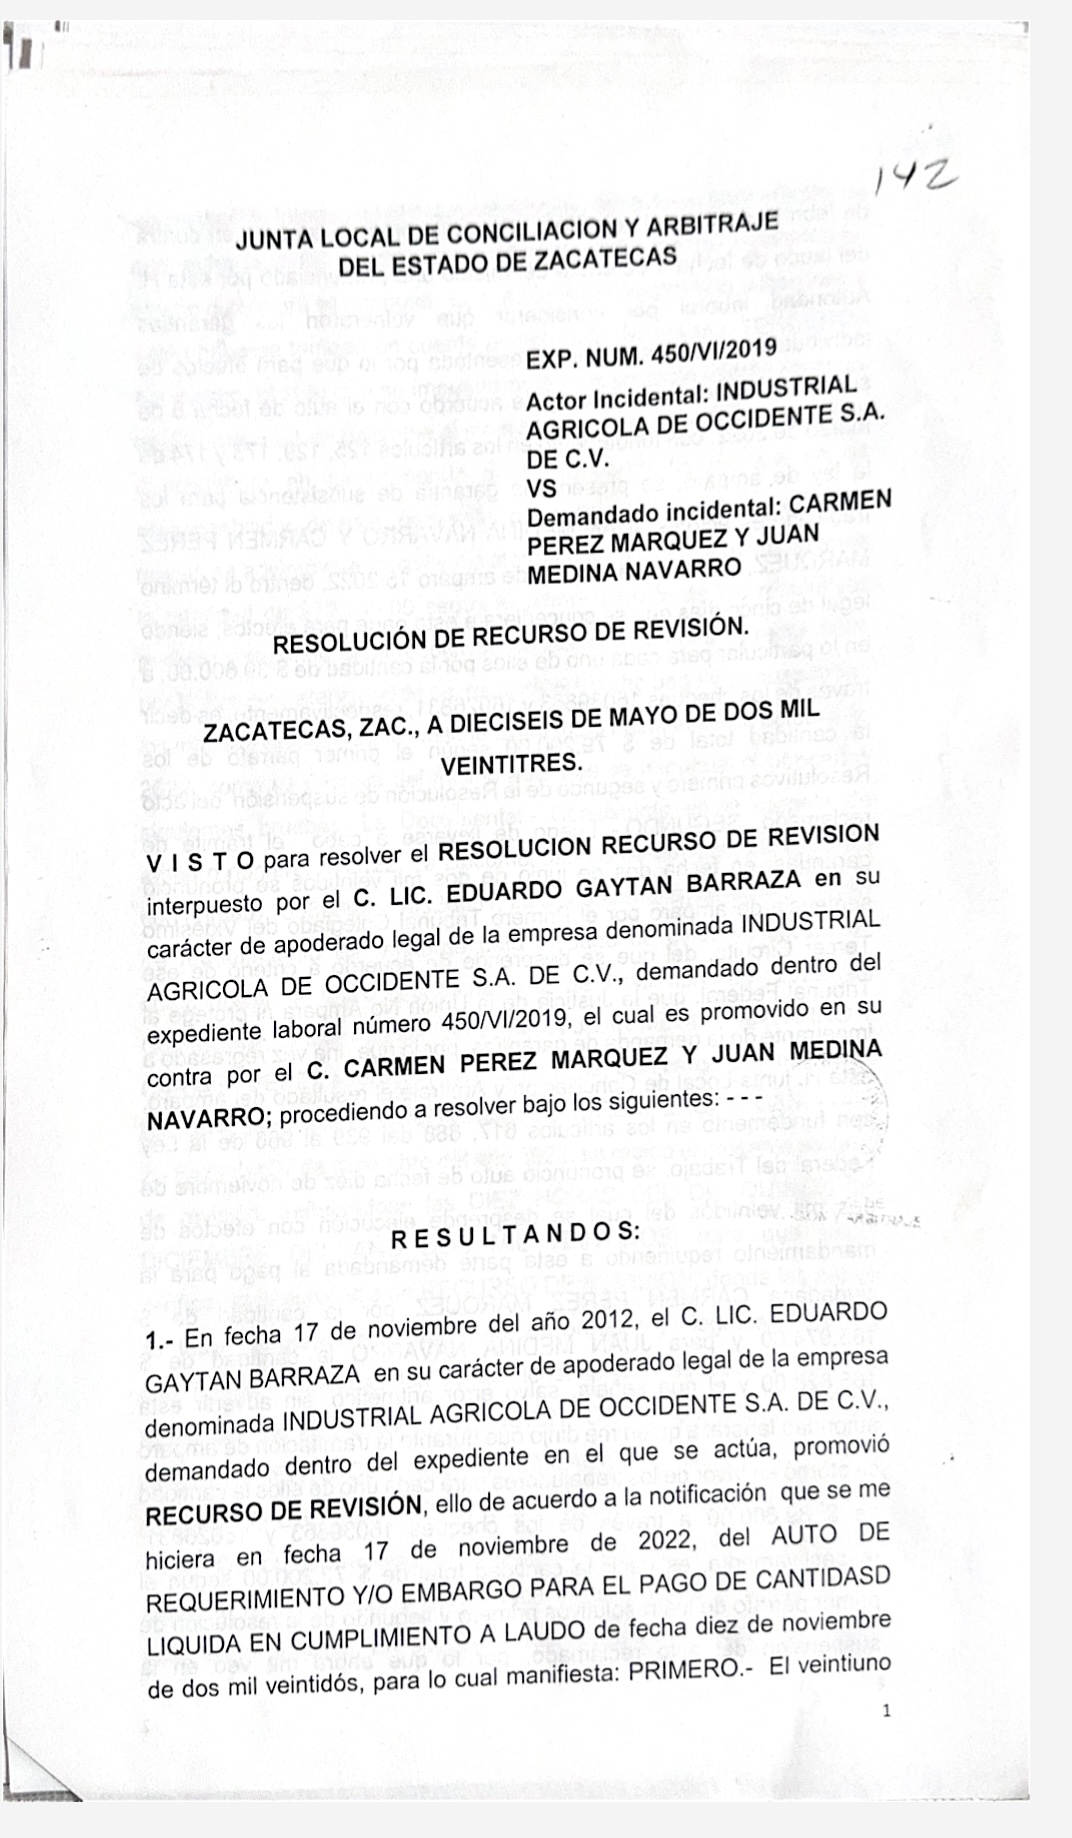 142
JUNTA LOCAL DE CONCILIACION Y ARBITRAJE
DEL ESTADO DE ZACATECAS
EXP. NUM. 450/VI/2019
Actor Incidental: INDUSTRIAL
AGRICOLA DE OCCIDENTE S.A.
DE C.V.
VS
Demandado incidental: CARMEN
PEREZ MARQUEZ Y JUAN
MEDINA NAVARRO
RESOLUCIÓN DE RECURSO DE REVISIÓN.
ZACATECAS, ZAC., A DIECISEIS DE MAYO DE DOS MIL
VEINTITRES.
V I S T O para resolver el RESOLUCION RECURSO DE REVISION
interpuesto por el C. LIC. EDUARDO GAYTAN BARRAZA en su
carácter de apoderado legal de la empresa denominada INDUSTRIAL
AGRICOLA DE OCCIDENTE S.A. DE C.V., demandado dentro del
expediente laboral número 450/VI/2019, el cual es promovido en su
contra por el C. CARMEN PEREZ MARQUEZ Y JUAN MEDINA
NAVARRO; procediendo a resolver bajo los siguientes: - - -
R E S U L T A N D O S:
1.- En fecha 17 de noviembre del año 2012, el C. LIC. EDUARDO
GAYTAN BARRAZA en su carácter de apoderado legal de la empresa
denominada INDUSTRIAL AGRICOLA DE OCCIDENTE S.A. DE C.V.,
demandado dentro del expediente en el que se actúa, promovió
RECURSO DE REVISIÓN, ello de acuerdo a la notificación que se me
hiciera en fecha 17 de noviembre de 2022, del AUTO DE
REQUERIMIENTO Y/O EMBARGO PARA EL PAGO DE CANTIDASD
LIQUIDA EN CUMPLIMIENTO A LAUDO de fecha diez de noviembre
de dos mil veintidós, para lo cual manifiesta: PRIMERO.- El veintiuno
1